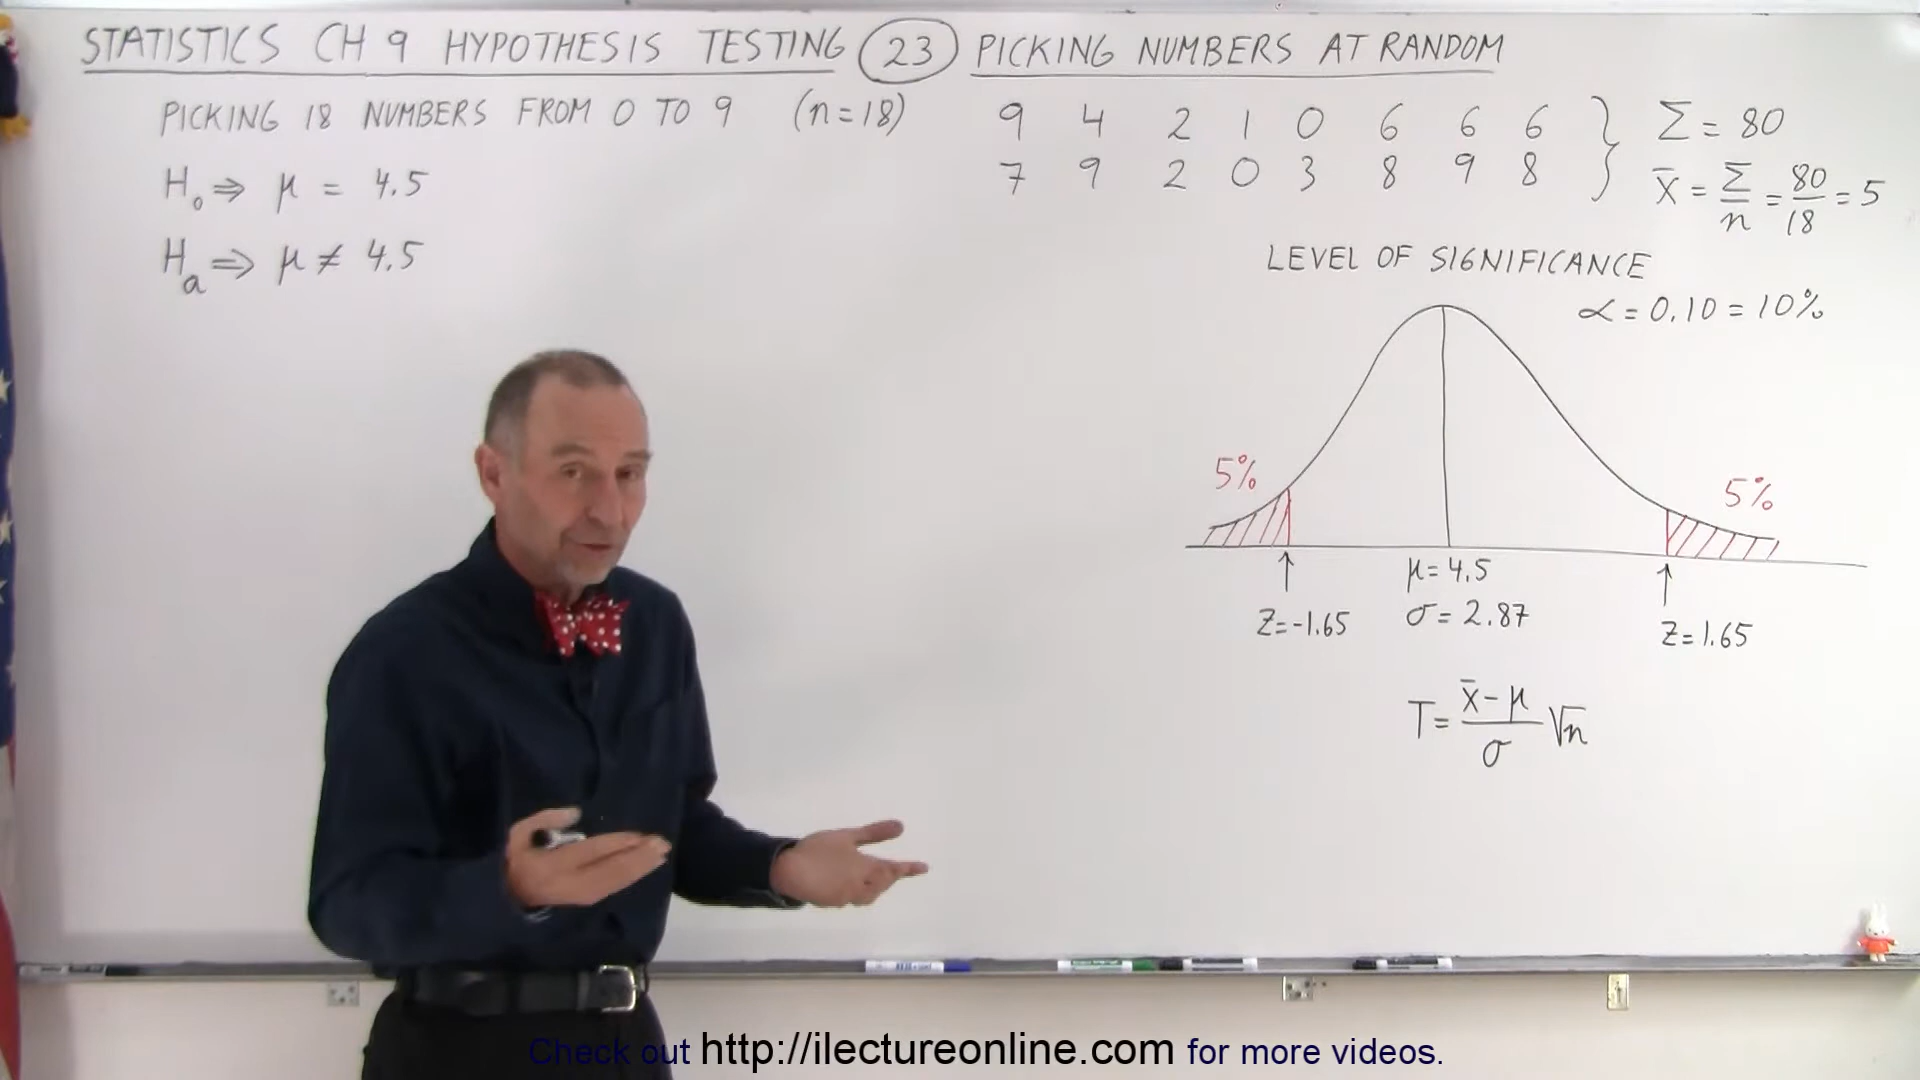 STATISTICS CH 9 HYPOTHESIS TESTING 23 PICKING NUMBERS AT RANDOM
PICKING 18 NUMBERS FROM 0 TO 9 (n=18)
H₀ ⇒ μ = 4.5
Hₐ ⇒ μ ≠ 4.5
9 4 2 1 0 6 6 6
7 9 2 0 3 8 9 8
Σ = 80
x̄ = Σ/n = 80/18 = 5
LEVEL OF SIGNIFICANCE
α = 0.10 = 10%
5%
5%
μ = 4.5
σ = 2.87
Z = -1.65
Z = 1.65
T = (x̄ - μ)/σ √n
Check out http://ilectureonline.com for more videos.